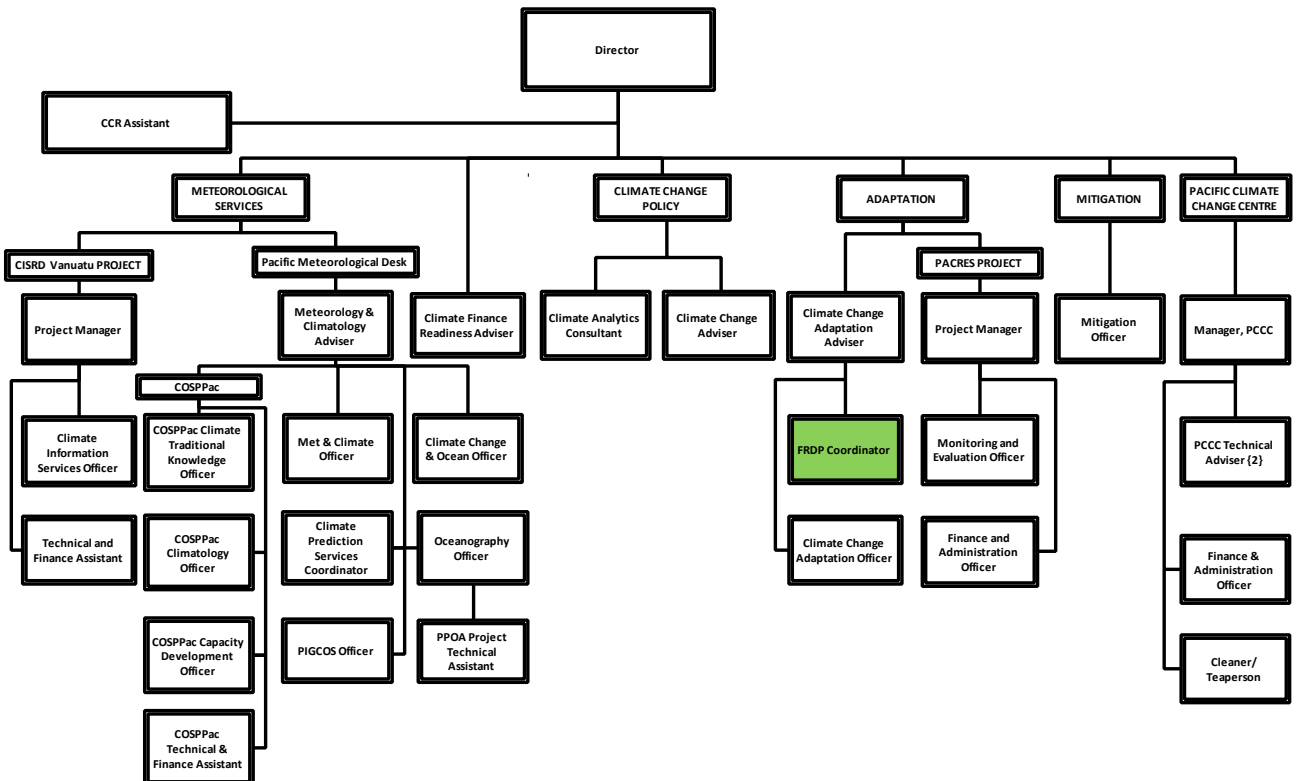 Director
CCR Assistant
METEOROLOGICAL
SERVICES
CLIMATE CHANGE
POLICY
ADAPTATION
MITIGATION
PACIFIC CLIMATE
CHANGE CENTRE
CISRD Vanuatu PROJECT
Pacific Meteorological Desk
PACRES PROJECT
Project Manager
Meteorology &
Climatology
Adviser
Climate Finance
Readiness Adviser
Climate Analytics
Consultant
Climate Change
Adviser
Climate Change
Adaptation
Adviser
Project Manager
Mitigation
Officer
Manager, PCCC
COSPPac
Climate
Information
Services Officer
COSPPac Climate
Traditional
Knowledge
Officer
Met & Climate
Officer
Climate Change
& Ocean Officer
FRDP Coordinator
Monitoring and
Evaluation Officer
PCCC Technical
Adviser {2}
Technical and
Finance Assistant
COSPPac
Climatology
Officer
Climate
Prediction
Services
Coordinator
Oceanography
Officer
Climate Change
Adaptation Officer
Finance and
Administration
Officer
Finance &
Administration
Officer
COSPPac Capacity
Development
Officer
PIGCOS Officer
PPOA Project
Technical
Assistant
Cleaner/
Teaperson
COSPPac
Technical &
Finance Assistant